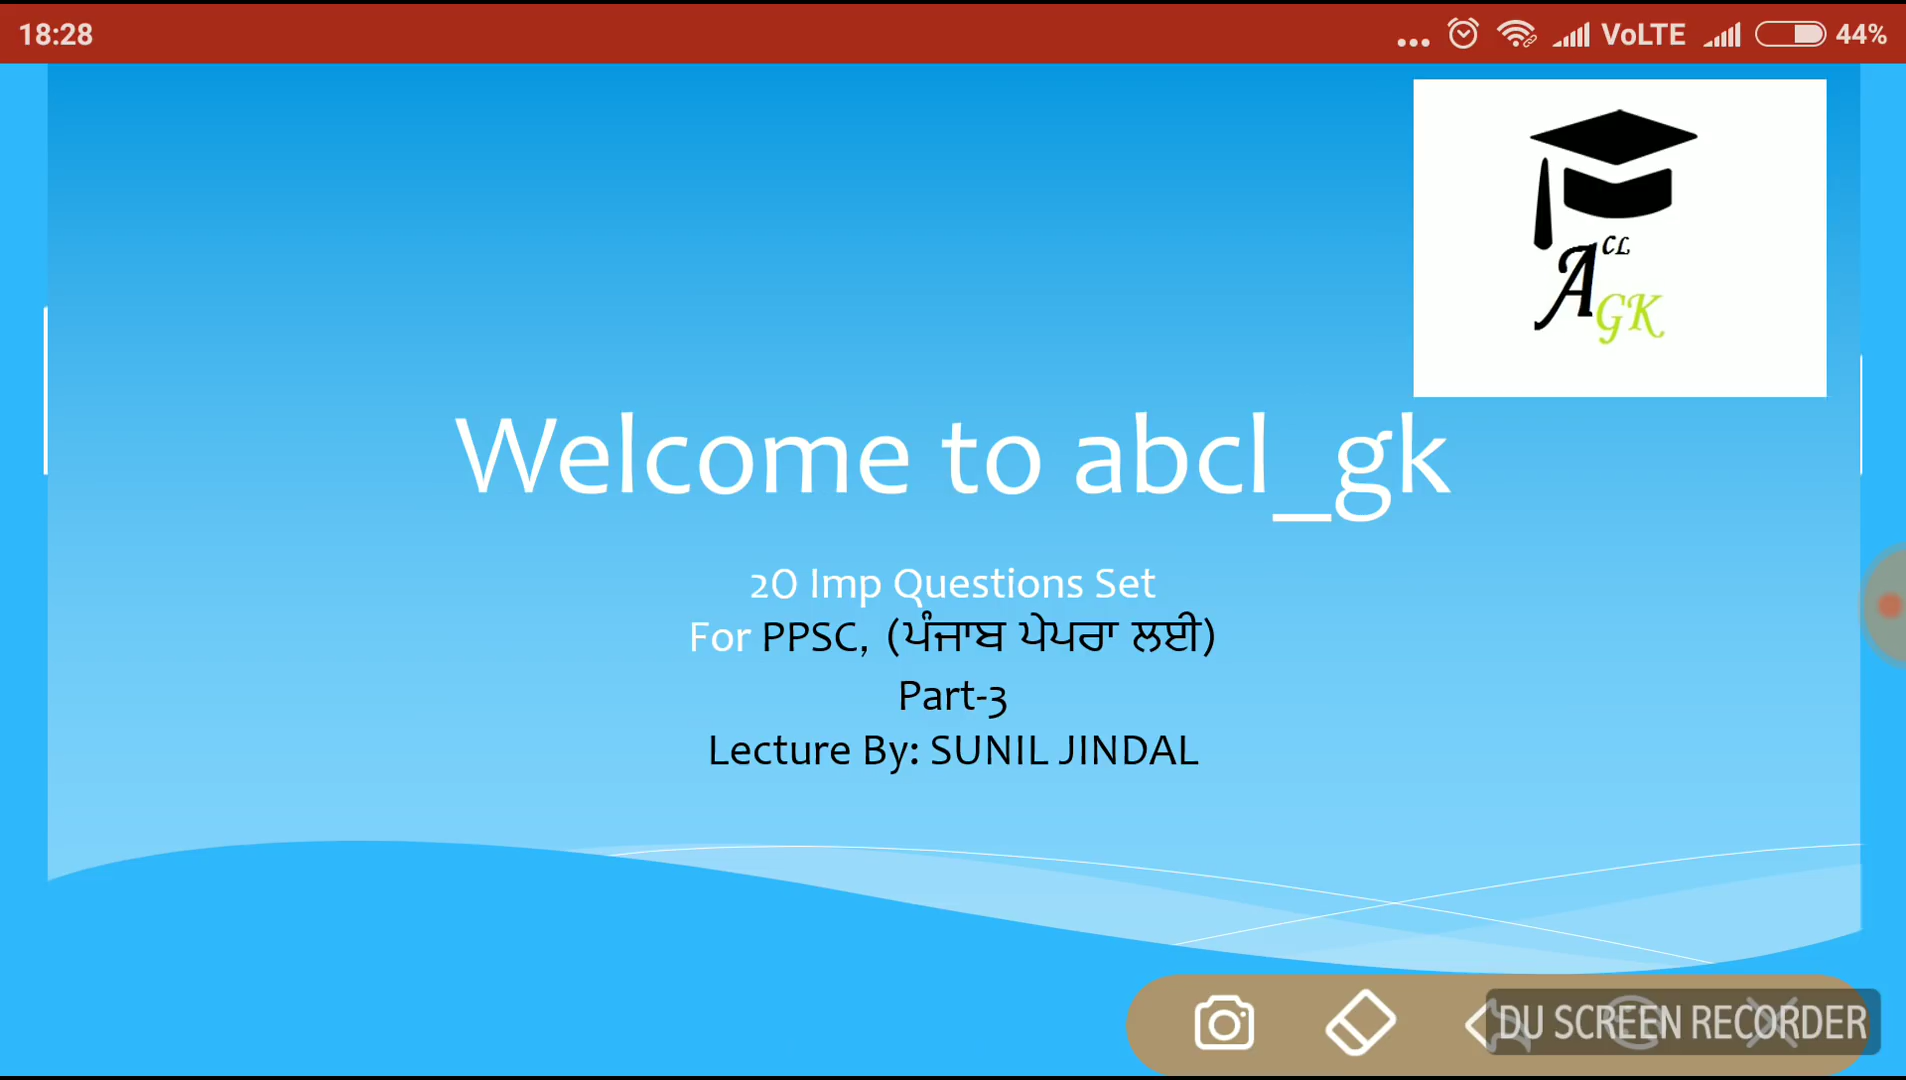 18:28
... VoLTE 44%
A CL
GK
Welcome to abcl_gk
20 Imp Questions Set
For PPSC, (ਪੰਜਾਬ ਪੇਪਰਾ ਲਈ)
Part-3
Lecture By: SUNIL JINDAL
DU SCREEN RECORDER